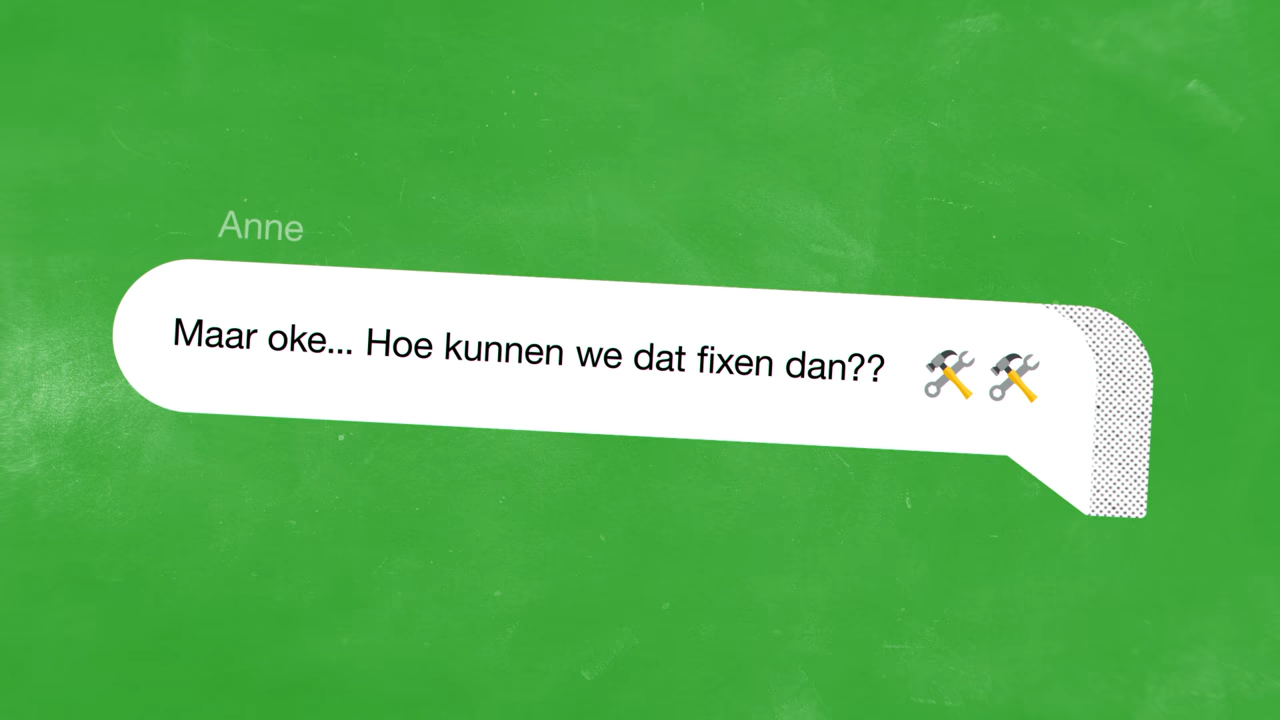 Anne
Maar oke... Hoe kunnen we dat fixen dan?? 🛠️ 🛠️